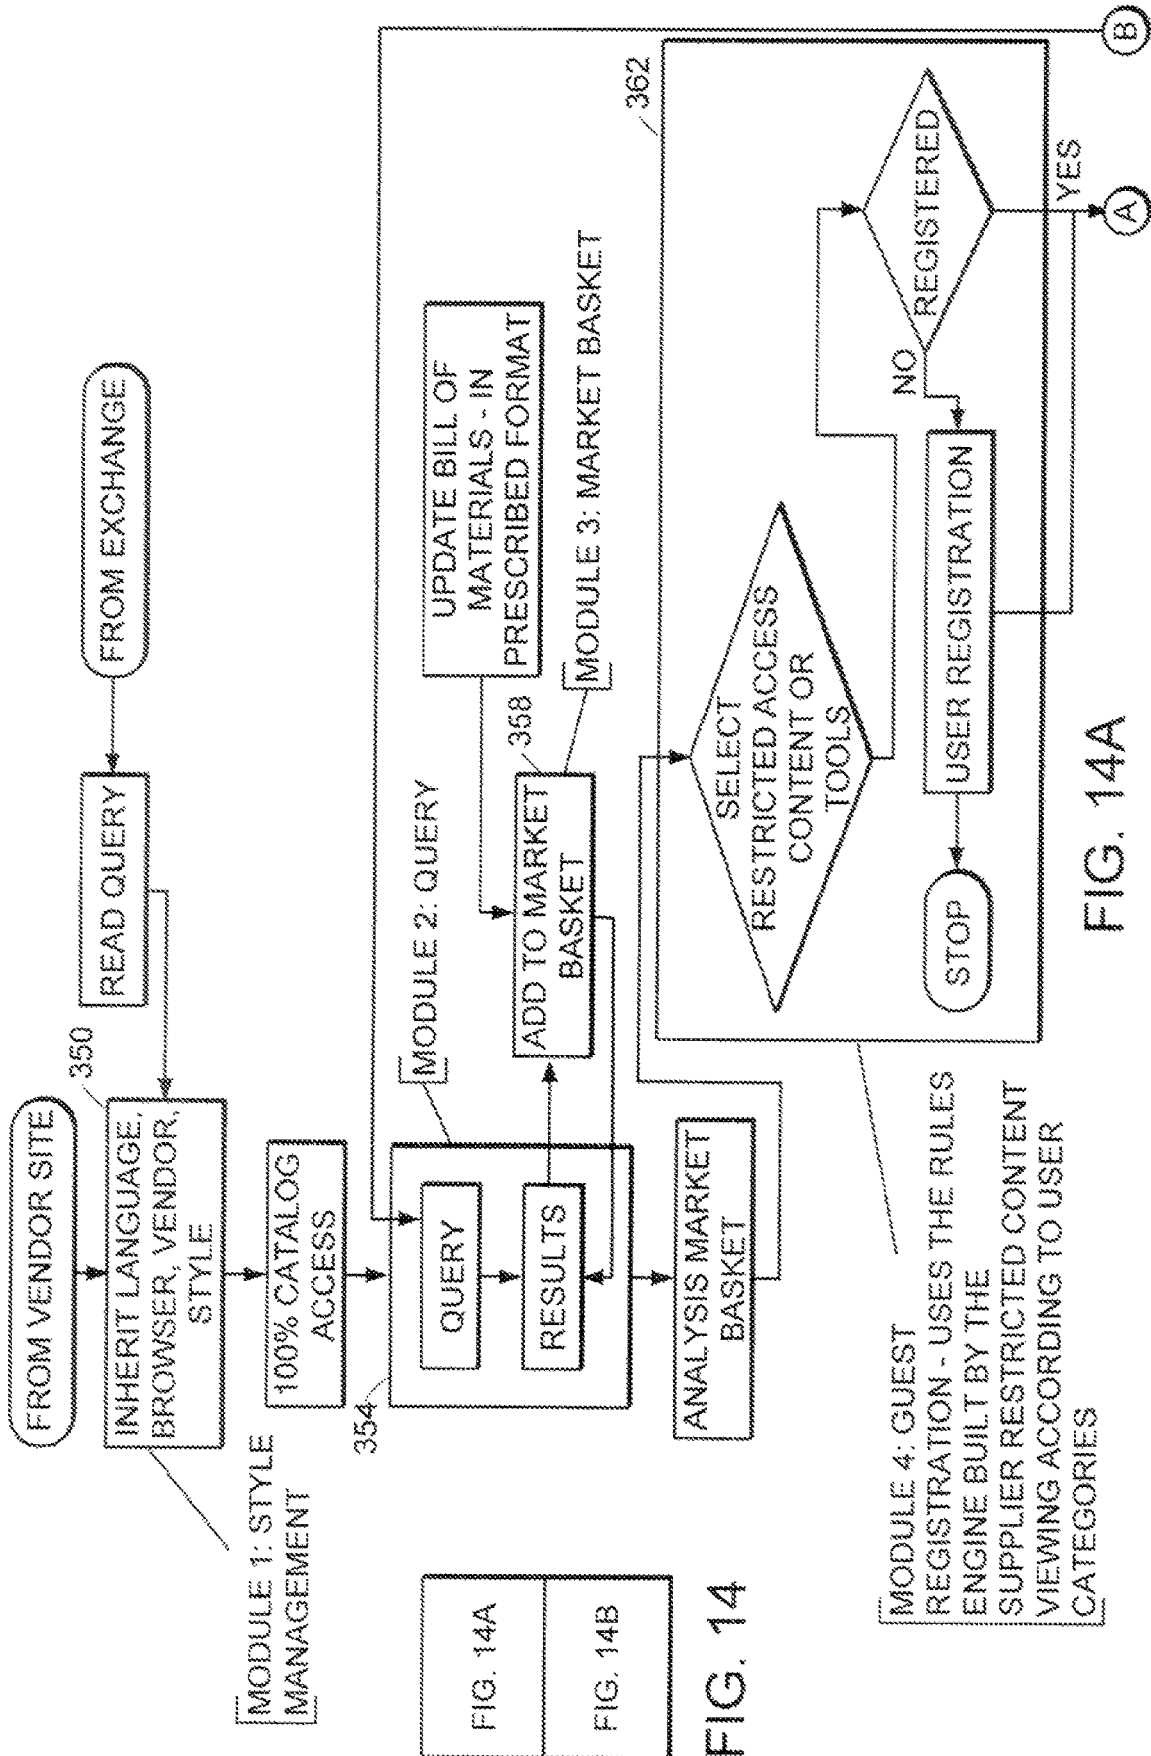 FROM VENDOR SITE
350
INHERIT LANGUAGE,
BROWSER, VENDOR,
STYLE
MODULE 1: STYLE
MANAGEMENT
FROM EXCHANGE
READ QUERY
100% CATALOG
ACCESS
354
QUERY
RESULTS
MODULE 2: QUERY
UPDATE BILL OF
MATERIALS - IN
PRESCRIBED FORMAT
358
ADD TO MARKET
BASKET
MODULE 3: MARKET BASKET
ANALYSIS MARKET
BASKET
362
SELECT
RESTRICTED ACCESS
CONTENT OR
TOOLS
REGISTERED
NO
YES
USER REGISTRATION
STOP
A
B
MODULE 4: GUEST
REGISTRATION - USES THE RULES
ENGINE BUILT BY THE
SUPPLIER RESTRICTED CONTENT
VIEWING ACCORDING TO USER
CATEGORIES
FIG. 14A
FIG. 14B
FIG. 14
FIG. 14A